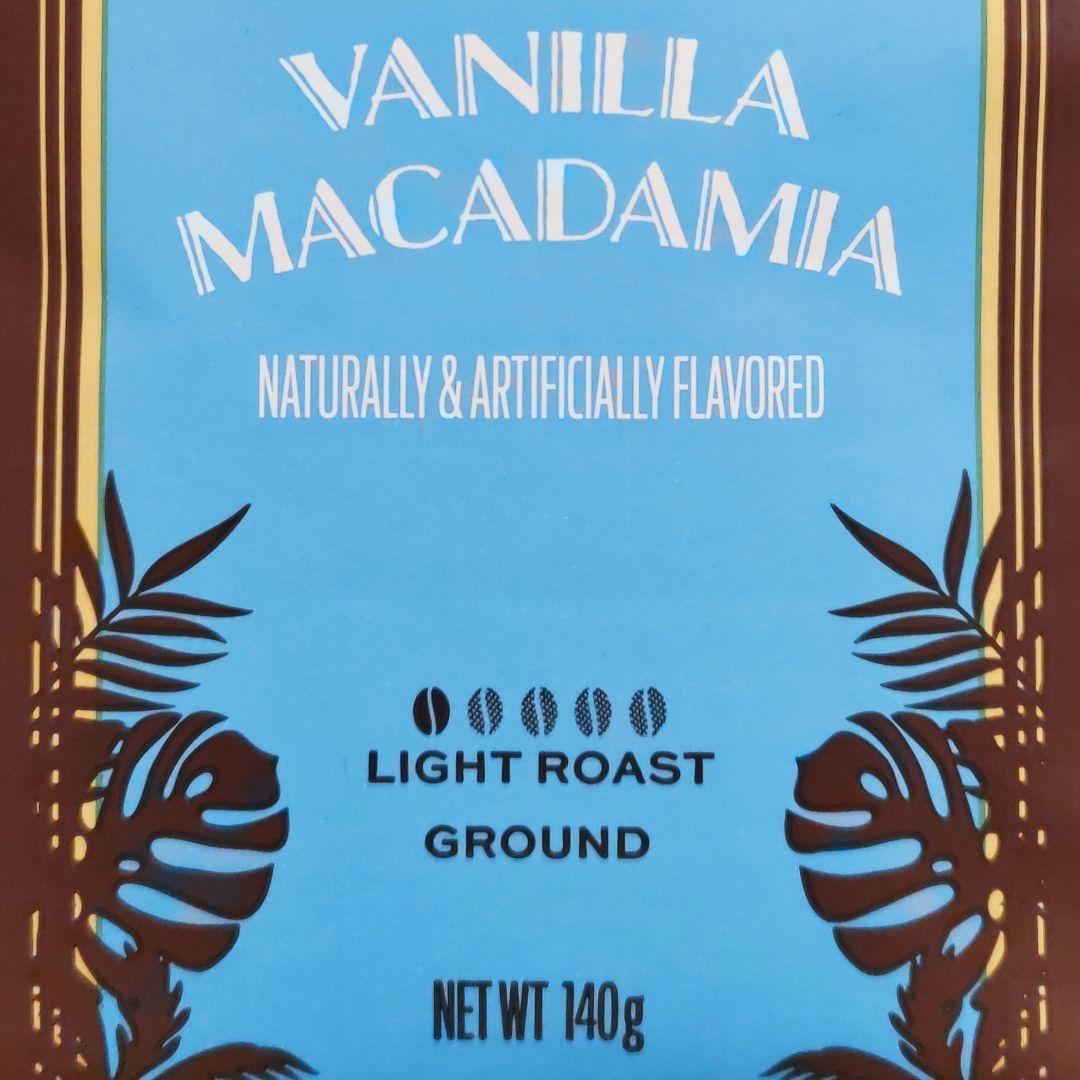 VANILLA
MACADAMIA
NATURALLY & ARTIFICIALLY FLAVORED
LIGHT ROAST
GROUND
NET WT 140g